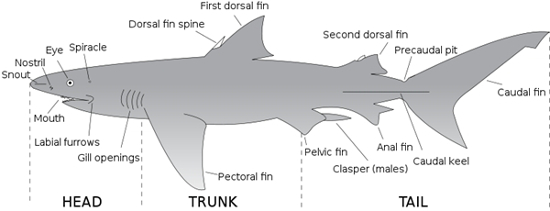 First dorsal fin
Dorsal fin spine
Second dorsal fin
Eye
Spiracle
Precaudal pit
Nostril
Snout
Caudal fin
Mouth
Labial furrows
Gill openings
Pelvic fin
Anal fin
Caudal keel
Clasper (males)
Pectoral fin
HEAD
TRUNK
TAIL